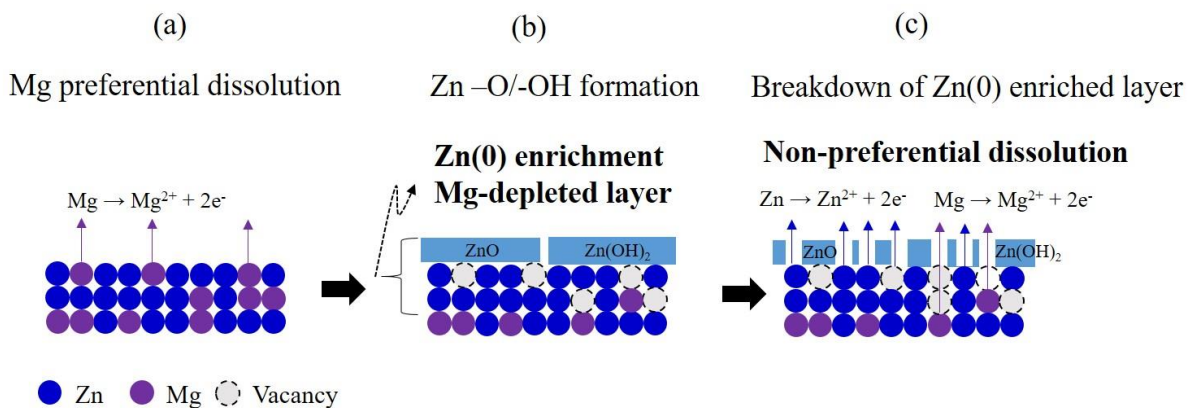 (a)
Mg preferential dissolution
Mg → Mg²⁺ + 2e⁻
(b)
Zn –O/-OH formation
Zn(0) enrichment
Mg-depleted layer
ZnO
Zn(OH)₂
(c)
Breakdown of Zn(0) enriched layer
Non-preferential dissolution
Zn → Zn²⁺ + 2e⁻
Mg → Mg²⁺ + 2e⁻
ZnO
Zn(OH)₂
Zn
Mg
Vacancy